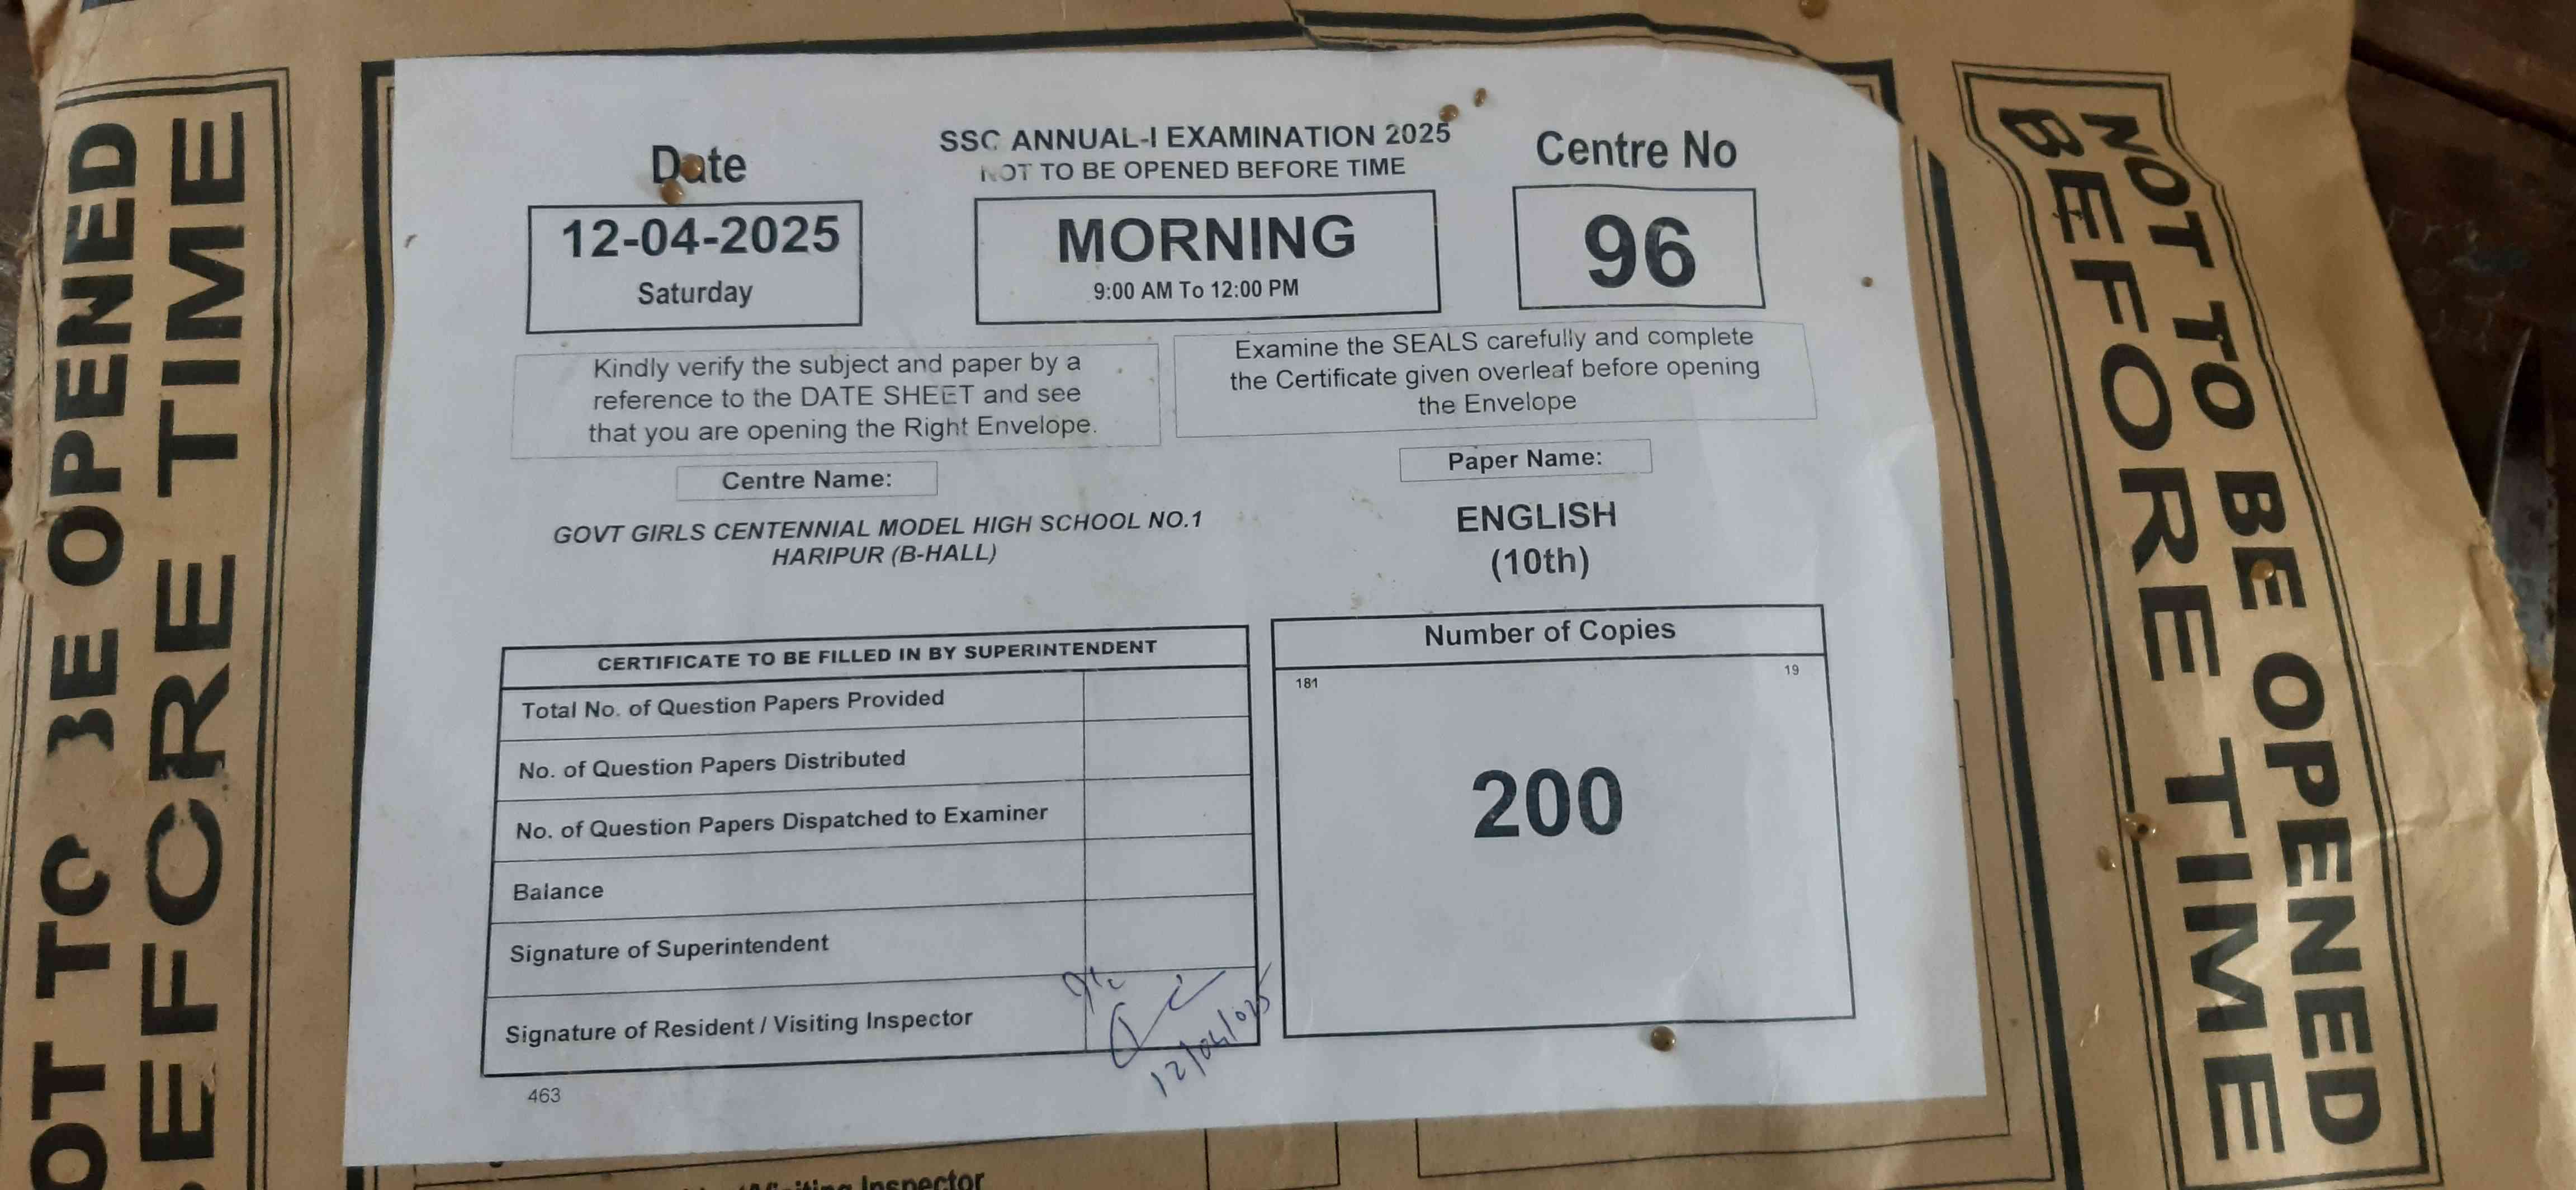 NOT TO BE OPENED
BEFORE TIME
SSC ANNUAL-I EXAMINATION 2025
NOT TO BE OPENED BEFORE TIME
Date
12-04-2025
Saturday
MORNING
9:00 AM To 12:00 PM
Centre No
96
Kindly verify the subject and paper by a
reference to the DATE SHEET and see
that you are opening the Right Envelope.
Examine the SEALS carefully and complete
the Certificate given overleaf before opening
the Envelope
Centre Name:
GOVT GIRLS CENTENNIAL MODEL HIGH SCHOOL NO.1
HARIPUR (B-HALL)
Paper Name:
ENGLISH
(10th)
CERTIFICATE TO BE FILLED IN BY SUPERINTENDENT
Total No. of Question Papers Provided
No. of Question Papers Distributed
No. of Question Papers Dispatched to Examiner
Balance
Signature of Superintendent
Signature of Resident / Visiting Inspector
12/04/025
463
Number of Copies
181
19
200
Inspector
NOT TO BE OPENED
BEFORE TIME